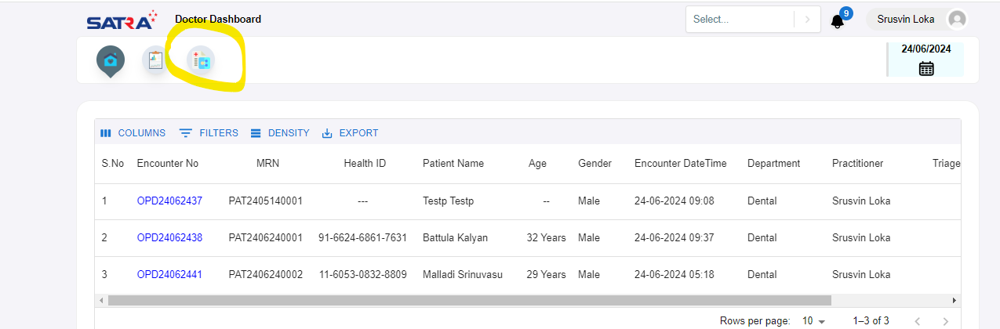 SATRA Doctor Dashboard Select... 9 Srusvin Loka
24/06/2024
COLUMNS FILTERS DENSITY EXPORT
S.No Encounter No MRN Health ID Patient Name Age Gender Encounter DateTime Department Practitioner Triage
1 OPD24062437 PAT2405140001 --- Testp Testp -- Male 24-06-2024 09:08 Dental Srusvin Loka
2 OPD24062438 PAT2406240001 91-6624-6861-7631 Battula Kalyan 32 Years Male 24-06-2024 09:37 Dental Srusvin Loka
3 OPD24062441 PAT2406240002 11-6053-0832-8809 Malladi Srinuvasu 29 Years Male 24-06-2024 05:18 Dental Srusvin Loka
Rows per page: 10 1–3 of 3